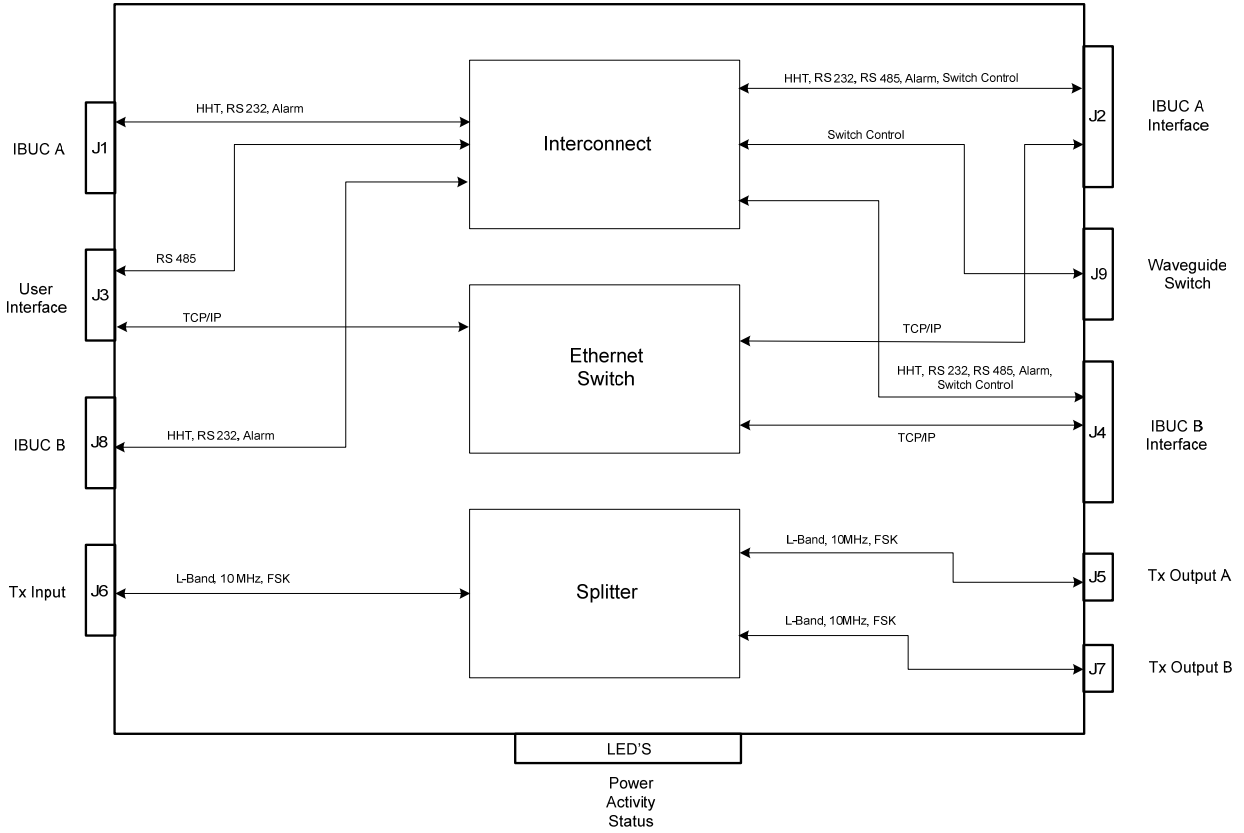 HHT, RS 232, RS 485, Alarm, Switch Control
HHT, RS 232, Alarm
J1
IBUC A
Interconnect
Switch Control
J2
IBUC A
Interface
RS 485
User
Interface
J3
TCP/IP
J9
Waveguide
Switch
Ethernet
Switch
TCP/IP
HHT, RS 232, RS 485, Alarm,
Switch Control
IBUC B
J8
HHT, RS 232, Alarm
TCP/IP
J4
IBUC B
Interface
Tx Input
J6
L-Band, 10 MHz, FSK
Splitter
L-Band, 10MHz, FSK
J5
Tx Output A
L-Band, 10MHz, FSK
J7
Tx Output B
LED'S
Power
Activity
Status